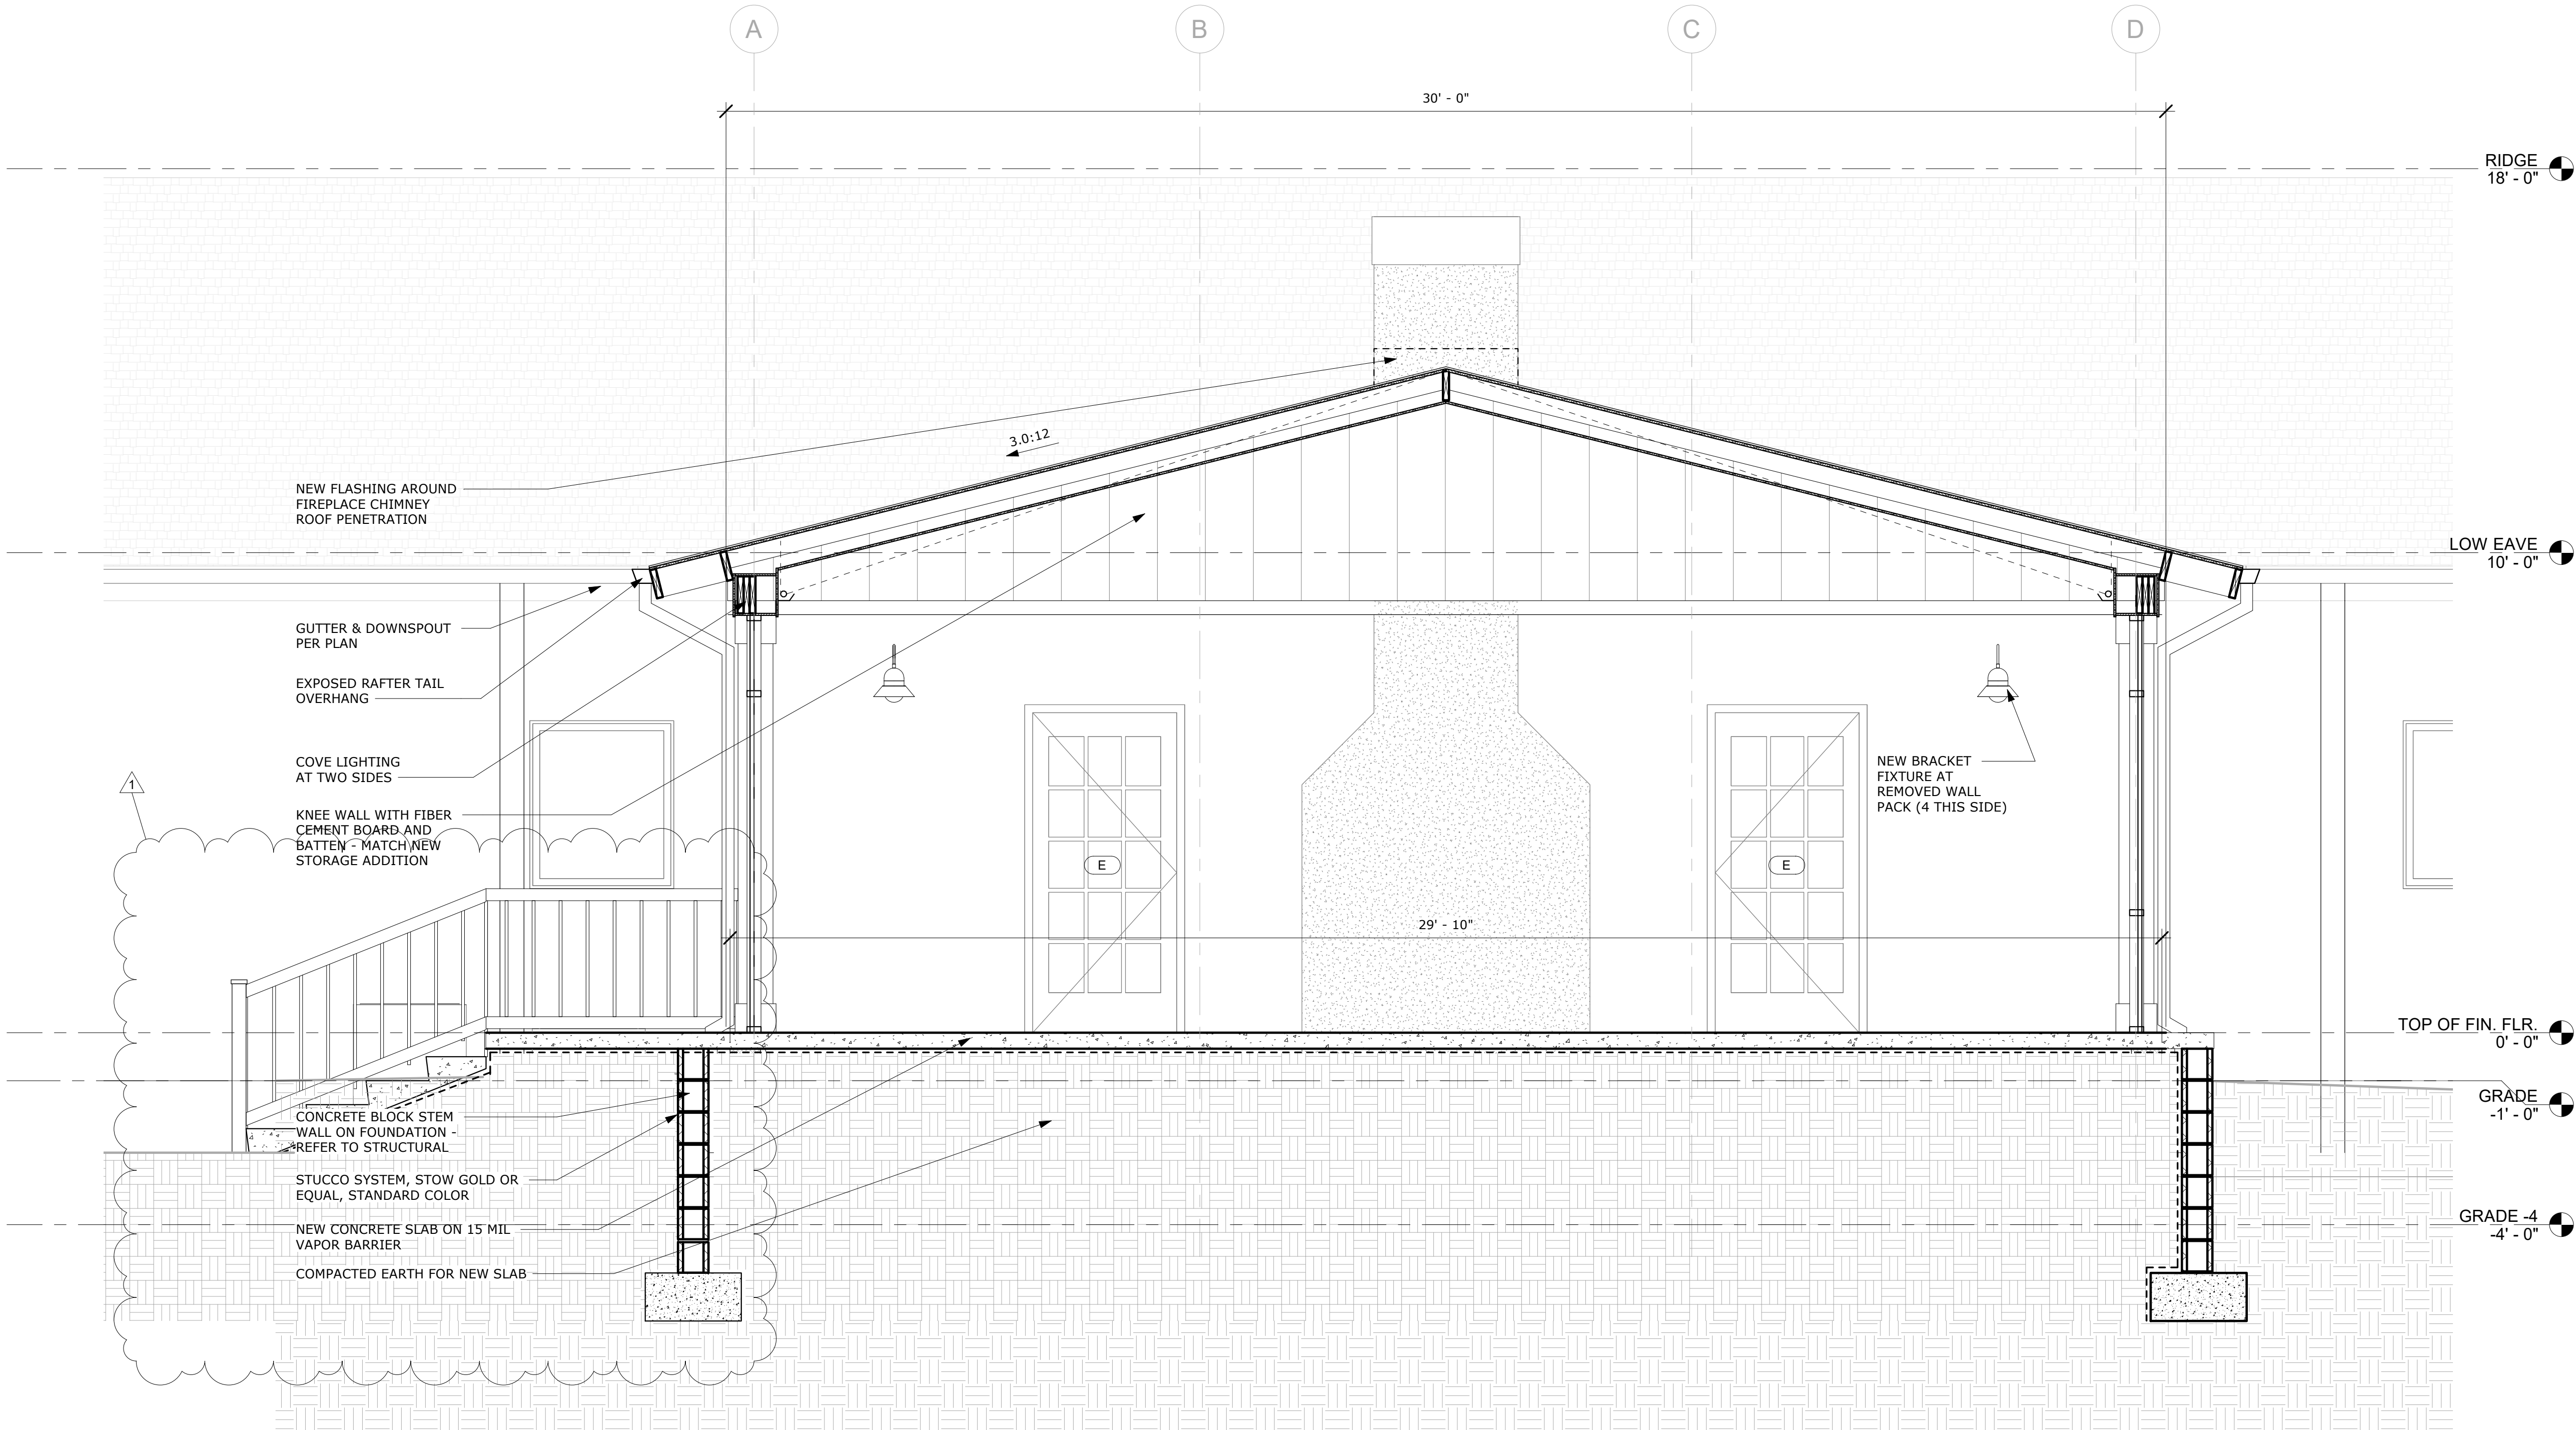 A
B
C
D
30' - 0"
RIDGE
18' - 0"
3.0:12
NEW FLASHING AROUND
FIREPLACE CHIMNEY
ROOF PENETRATION
LOW EAVE
10' - 0"
GUTTER & DOWNSPOUT
PER PLAN
EXPOSED RAFTER TAIL
OVERHANG
COVE LIGHTING
AT TWO SIDES
NEW BRACKET
FIXTURE AT
REMOVED WALL
PACK (4 THIS SIDE)
1
KNEE WALL WITH FIBER
CEMENT BOARD AND
BATTEN - MATCH NEW
STORAGE ADDITION
E
E
29' - 10"
TOP OF FIN. FLR.
0' - 0"
GRADE
-1' - 0"
CONCRETE BLOCK STEM
WALL ON FOUNDATION -
REFER TO STRUCTURAL
STUCCO SYSTEM, STOW GOLD OR
EQUAL, STANDARD COLOR
NEW CONCRETE SLAB ON 15 MIL
VAPOR BARRIER
GRADE -4
-4' - 0"
COMPACTED EARTH FOR NEW SLAB